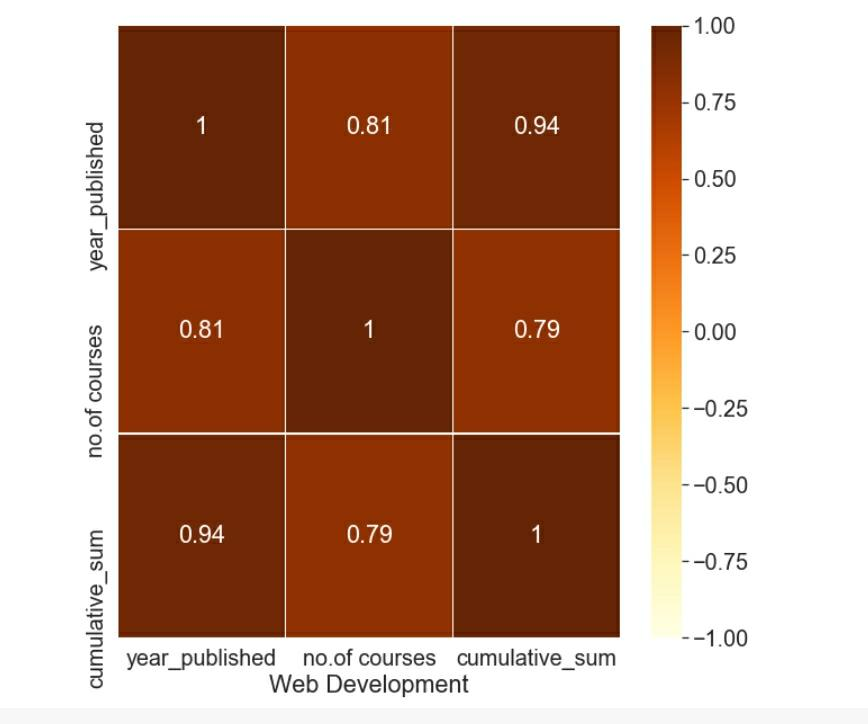 year_published
no.of courses
cumulative_sum
1 0.81 0.94
0.81 1 0.79
0.94 0.79 1
year_published no.of courses cumulative_sum
Web Development
1.00
0.75
0.50
0.25
0.00
−0.25
−0.50
−0.75
−1.00